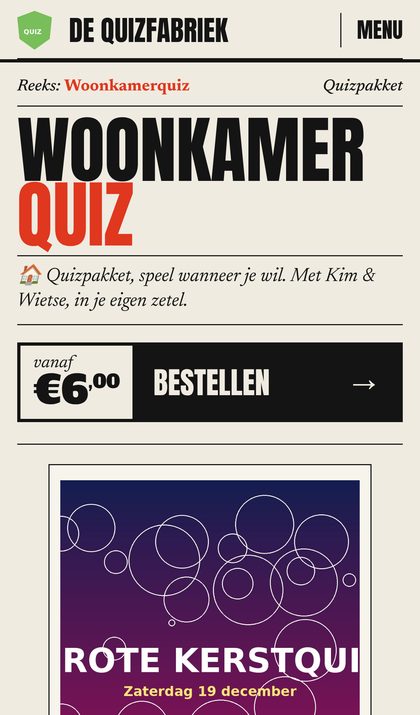 QUIZ
DE QUIZFABRIEK
MENU
Reeks: Woonkamerquiz
Quizpakket
WOONKAMER
QUIZ
🏠 Quizpakket, speel wanneer je wil. Met Kim &
Wietse, in je eigen zetel.
vanaf
€6,00
BESTELLEN →
ROTE KERSTQUI
Zaterdag 19 december